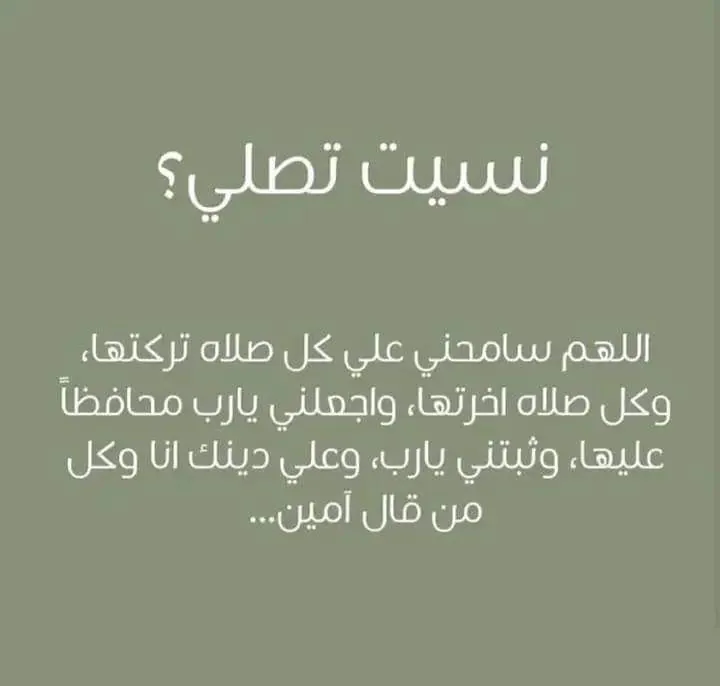 نسيت تصلي؟
اللهم سامحني علي كل صلاه تركتها،
وكل صلاه اخرتها، واجعلني يارب محافظاً
عليها، وثبتني يارب، وعلي دينك انا وكل
من قال آمين...